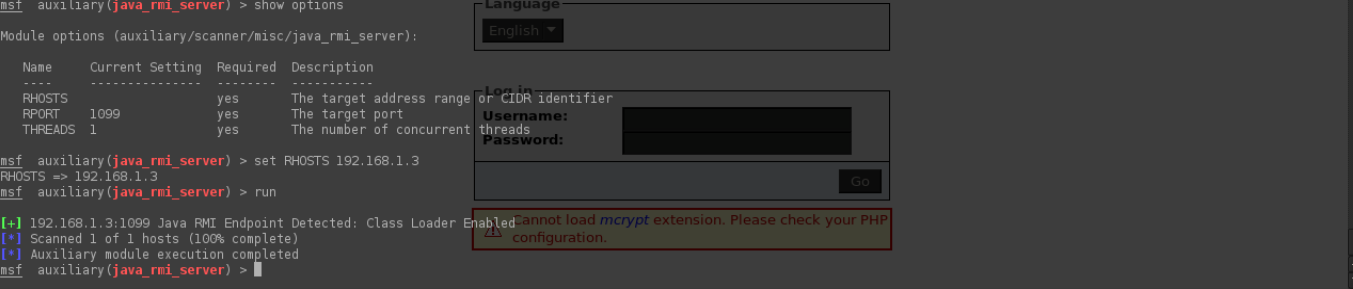 msf auxiliary(java_rmi_server) > show options
Module options (auxiliary/scanner/misc/java_rmi_server):
Name Current Setting Required Description
---- --------------- -------- -----------
RHOSTS yes The target address range or CIDR identifier
RPORT 1099 yes The target port
THREADS 1 yes The number of concurrent threads
msf auxiliary(java_rmi_server) > set RHOSTS 192.168.1.3
RHOSTS => 192.168.1.3
msf auxiliary(java_rmi_server) > run
[+] 192.168.1.3:1099 Java RMI Endpoint Detected: Class Loader Enabled
[*] Scanned 1 of 1 hosts (100% complete)
[*] Auxiliary module execution completed
msf auxiliary(java_rmi_server) >
Language
English
Log in
Username:
Password:
Go
Cannot load mcrypt extension. Please check your PHP
configuration.